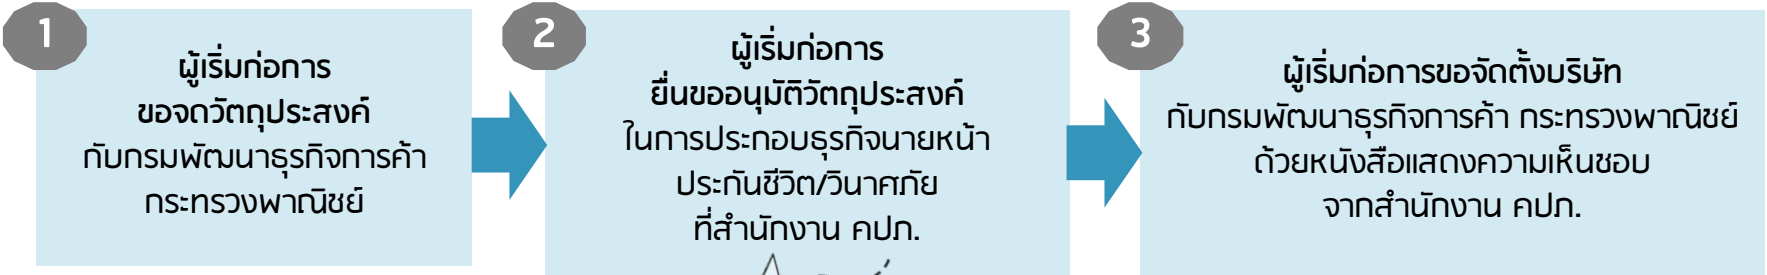 1
ผู้เริ่มก่อการ
ขอจดวัตถุประสงค์
กับกรมพัฒนาธุรกิจการค้า
กระทรวงพาณิชย์
2
ผู้เริ่มก่อการ
ยื่นขออนุมัติวัตถุประสงค์
ในการประกอบธุรกิจนายหน้า
ประกันชีวิต/วินาศภัย
ที่สำนักงาน คปภ.
3
ผู้เริ่มก่อการขอจัดตั้งบริษัท
กับกรมพัฒนาธุรกิจการค้า กระทรวงพาณิชย์
ด้วยหนังสือแสดงความเห็นชอบ
จากสำนักงาน คปภ.